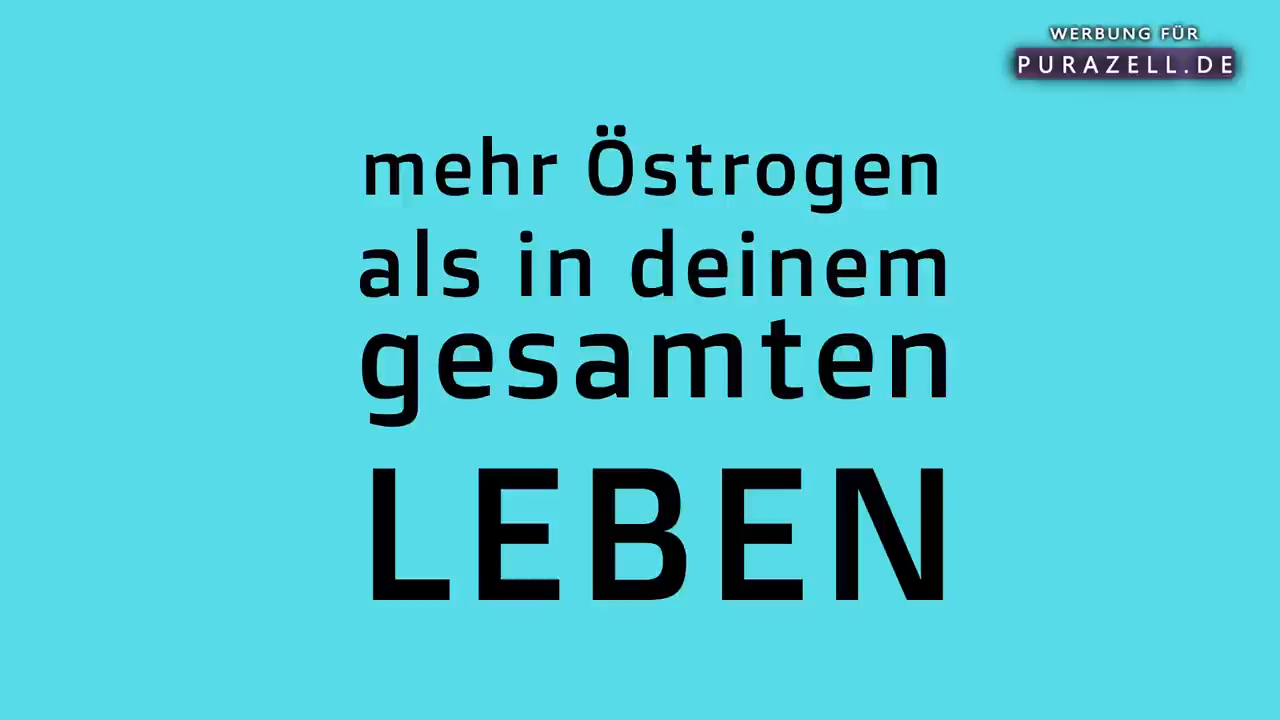 WERBUNG FÜR
PURAZELL.DE
mehr Östrogen
als in deinem
gesamten
LEBEN